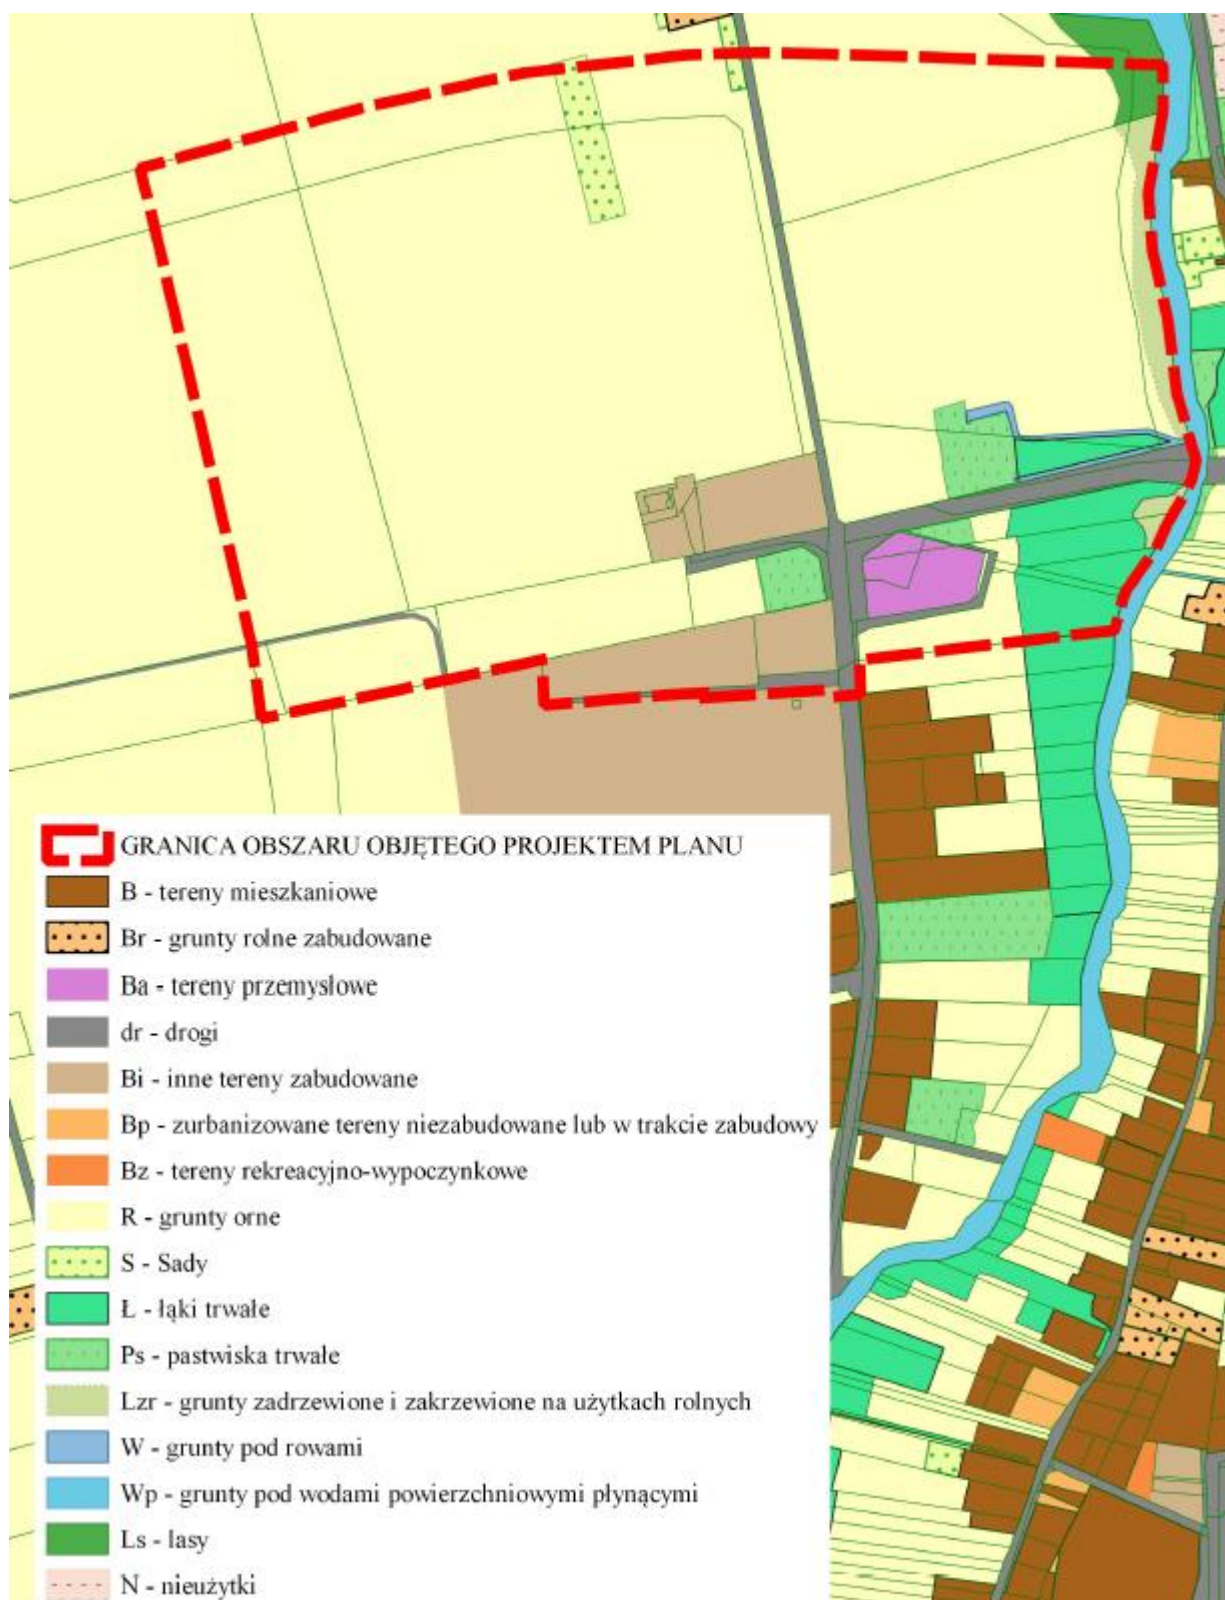 GRANICA OBSZARU OBJĘTEGO PROJEKTEM PLANU
B - tereny mieszkaniowe
Br - grunty rolne zabudowane
Ba - tereny przemysłowe
dr - drogi
Bi - inne tereny zabudowane
Bp - zurbanizowane tereny niezabudowane lub w trakcie zabudowy
Bz - tereny rekreacyjno-wypoczynkowe
R - grunty orne
S - Sady
Ł - łąki trwałe
Ps - pastwiska trwałe
Lzr - grunty zadrzewione i zakrzewione na użytkach rolnych
W - grunty pod rowami
Wp - grunty pod wodami powierzchniowymi płynącymi
Ls - lasy
N - nieużytki